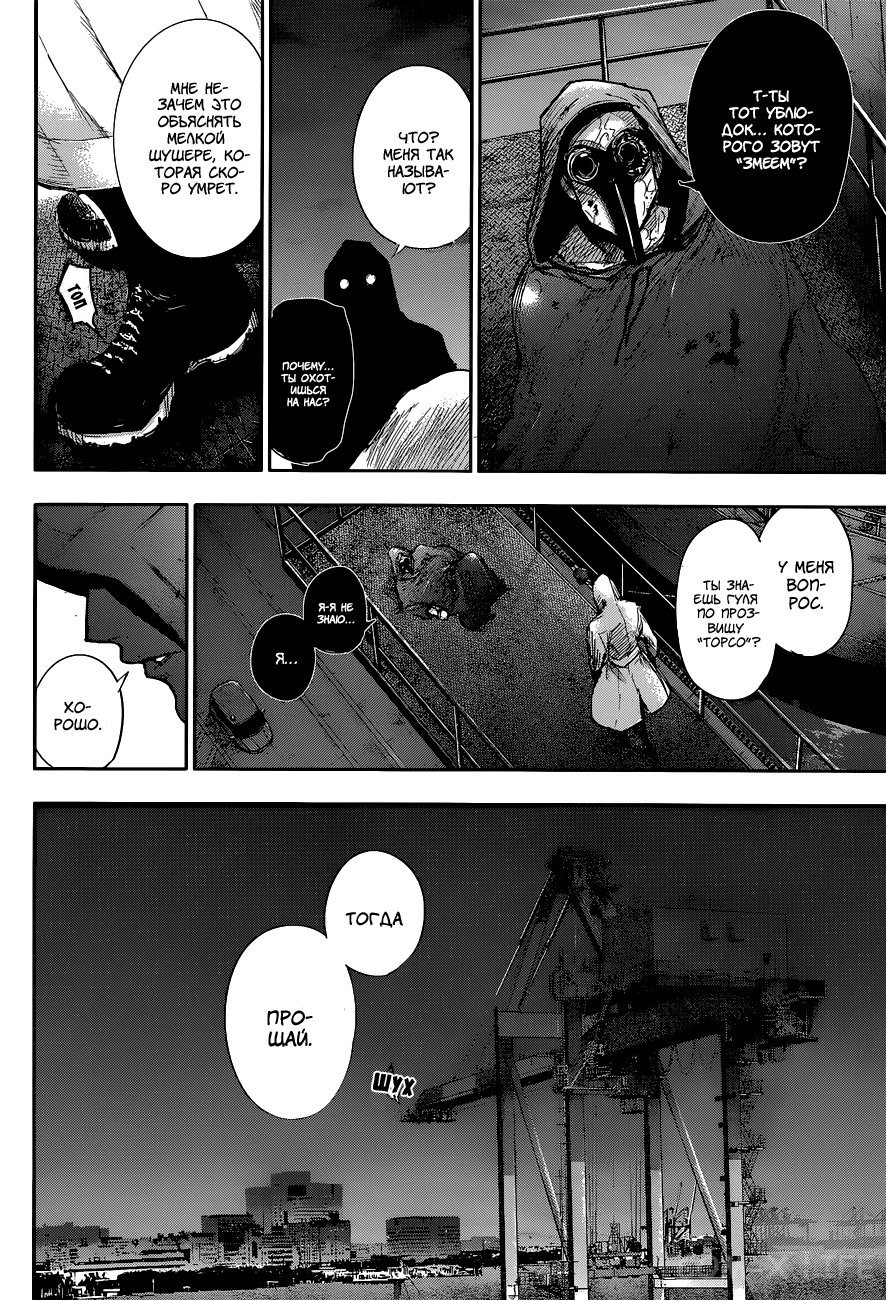 Т-ТЫ
ТОТ УБЛЮ-
ДОК... КОТО-
РОГО ЗОВУТ
"ЗМЕЕМ"?
ЧТО?
МЕНЯ ТАК
НАЗЫВА-
ЮТ?
ПОЧЕМУ...
ТЫ ОХОТ-
ИШЬСЯ
НА НАС?
МНЕ НЕ-
ЗАЧЕМ ЭТО
ОБЪЯСНЯТЬ
МЕЛКОЙ
ШУШЕРЕ, КО-
ТОРАЯ СКО-
РО УМРЕТ.
ТОП
У МЕНЯ
ВОП-
РОС.
ТЫ ЗНА-
ЕШЬ ГУЛЯ
ПО ПРОЗ-
ВИЩУ
"ТОРСО"?
Я-Я НЕ
ЗНАЮ...
Я...
ХО-
РОШО.
ТОГДА
ПРО-
ЩАЙ.
ШУХ